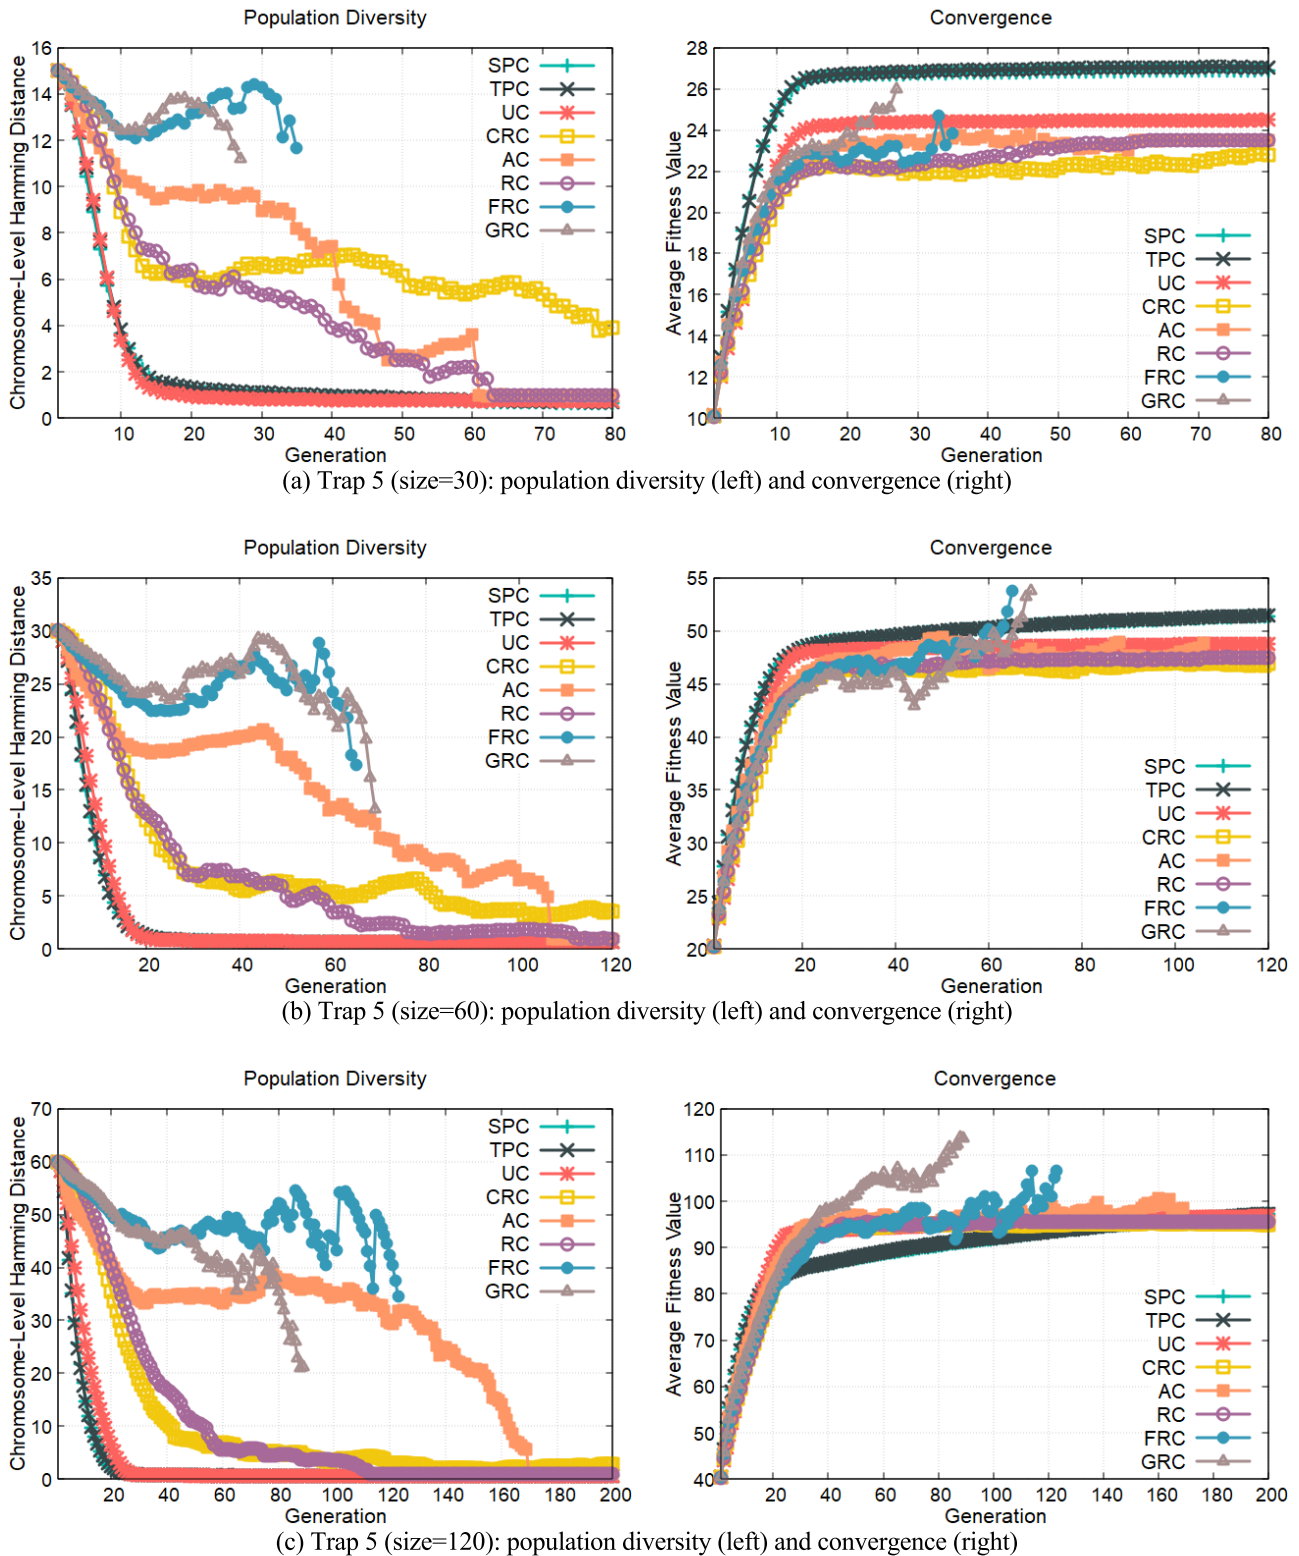 Population Diversity
Chromosome-Level Hamming Distance
16
14
12
10
8
6
4
2
0
SPC
TPC
UC
CRC
AC
RC
FRC
GRC
10 20 30 40 50 60 70 80
Generation
Convergence
Average Fitness Value
28
26
24
22
20
18
16
14
12
10
SPC
TPC
UC
CRC
AC
RC
FRC
GRC
10 20 30 40 50 60 70 80
Generation
(a) Trap 5 (size=30): population diversity (left) and convergence (right)
Population Diversity
Chromosome-Level Hamming Distance
35
30
25
20
15
10
5
0
SPC
TPC
UC
CRC
AC
RC
FRC
GRC
20 40 60 80 100 120
Generation
Convergence
Average Fitness Value
55
50
45
40
35
30
25
20
SPC
TPC
UC
CRC
AC
RC
FRC
GRC
20 40 60 80 100 120
Generation
(b) Trap 5 (size=60): population diversity (left) and convergence (right)
Population Diversity
Chromosome-Level Hamming Distance
70
60
50
40
30
20
10
0
SPC
TPC
UC
CRC
AC
RC
FRC
GRC
20 40 60 80 100 120 140 160 180 200
Generation
Convergence
Average Fitness Value
120
110
100
90
80
70
60
50
40
SPC
TPC
UC
CRC
AC
RC
FRC
GRC
20 40 60 80 100 120 140 160 180 200
Generation
(c) Trap 5 (size=120): population diversity (left) and convergence (right)